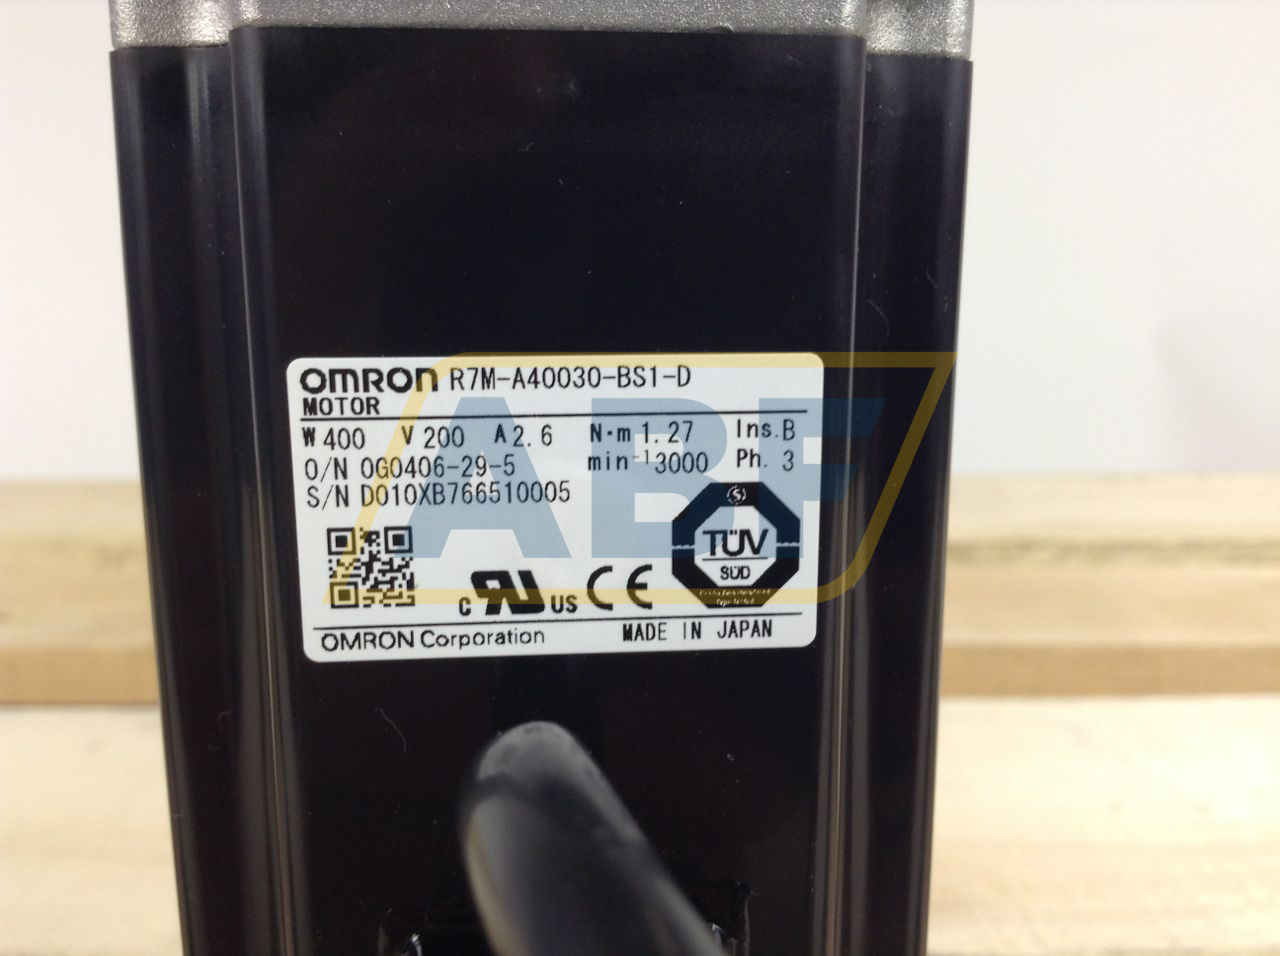 OMRON R7M-A40030-BS1-D
MOTOR
W 400 V 200 A 2.6 N·m 1.27 Ins.B
O/N 0G0406-29-5 min⁻¹ 3000 Ph. 3
S/N D010XB766510005
ABF
TÜV
SÜD
c RU US CE
OMRON Corporation MADE IN JAPAN